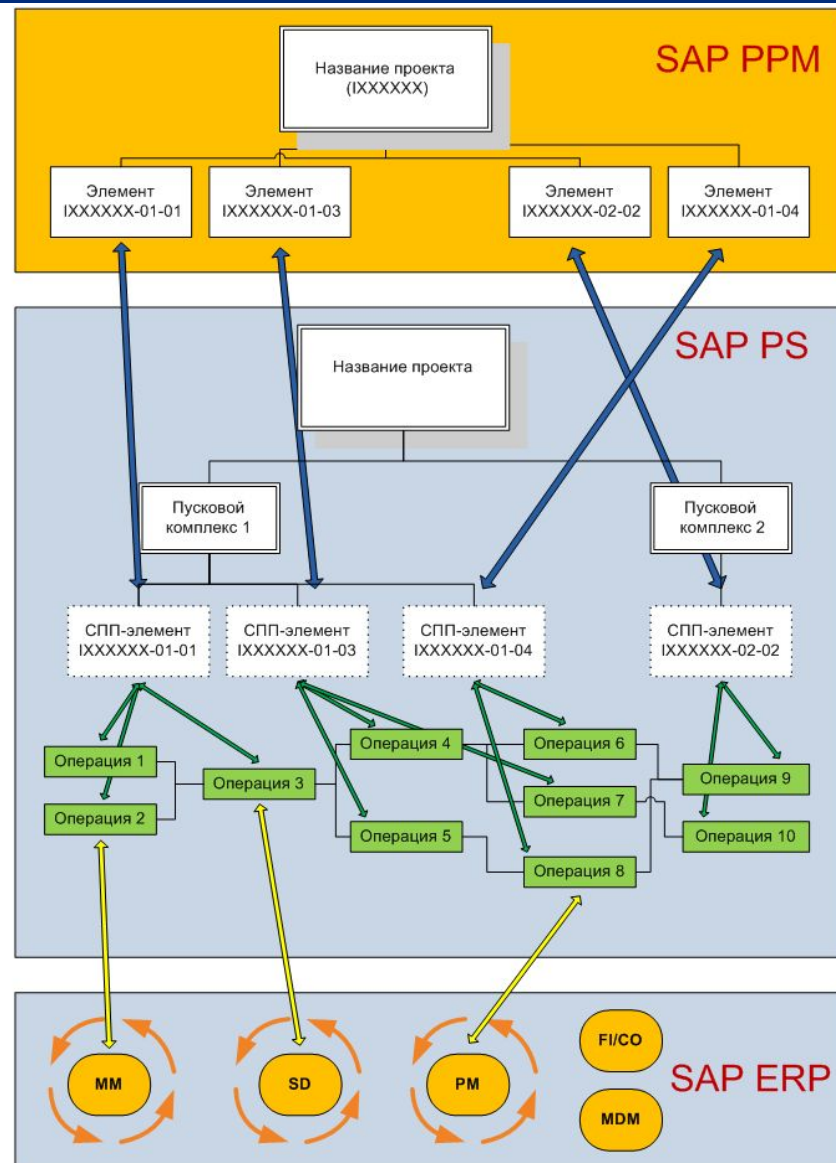 SAP PPM
Название проекта
(IXXXXXX)
Элемент
IXXXXXX-01-01
Элемент
IXXXXXX-01-03
Элемент
IXXXXXX-02-02
Элемент
IXXXXXX-01-04
SAP PS
Название проекта
Пусковой
комплекс 1
Пусковой
комплекс 2
СПП-элемент
IXXXXXX-01-01
СПП-элемент
IXXXXXX-01-03
СПП-элемент
IXXXXXX-01-04
СПП-элемент
IXXXXXX-02-02
Операция 1
Операция 2
Операция 3
Операция 4
Операция 5
Операция 6
Операция 7
Операция 8
Операция 9
Операция 10
MM
SD
PM
FI/CO
MDM
SAP ERP